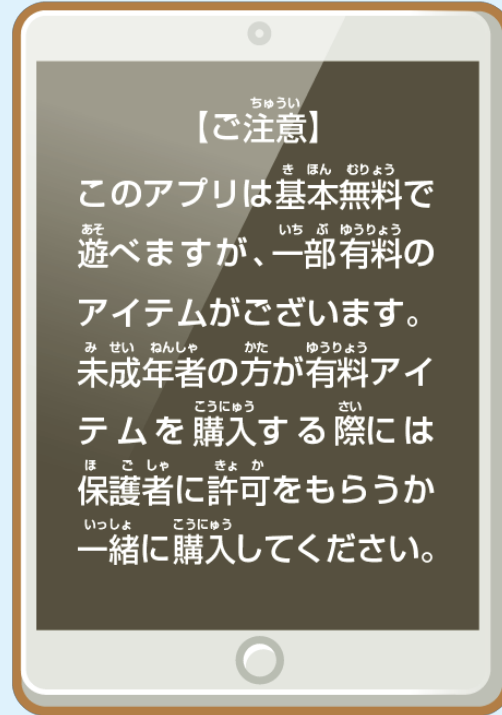 【ご注意】
このアプリは基本無料で
遊べますが、一部有料の
アイテムがございます。
未成年者の方が有料アイ
テムを購入する際には
保護者に許可をもらうか
一緒に購入してください。